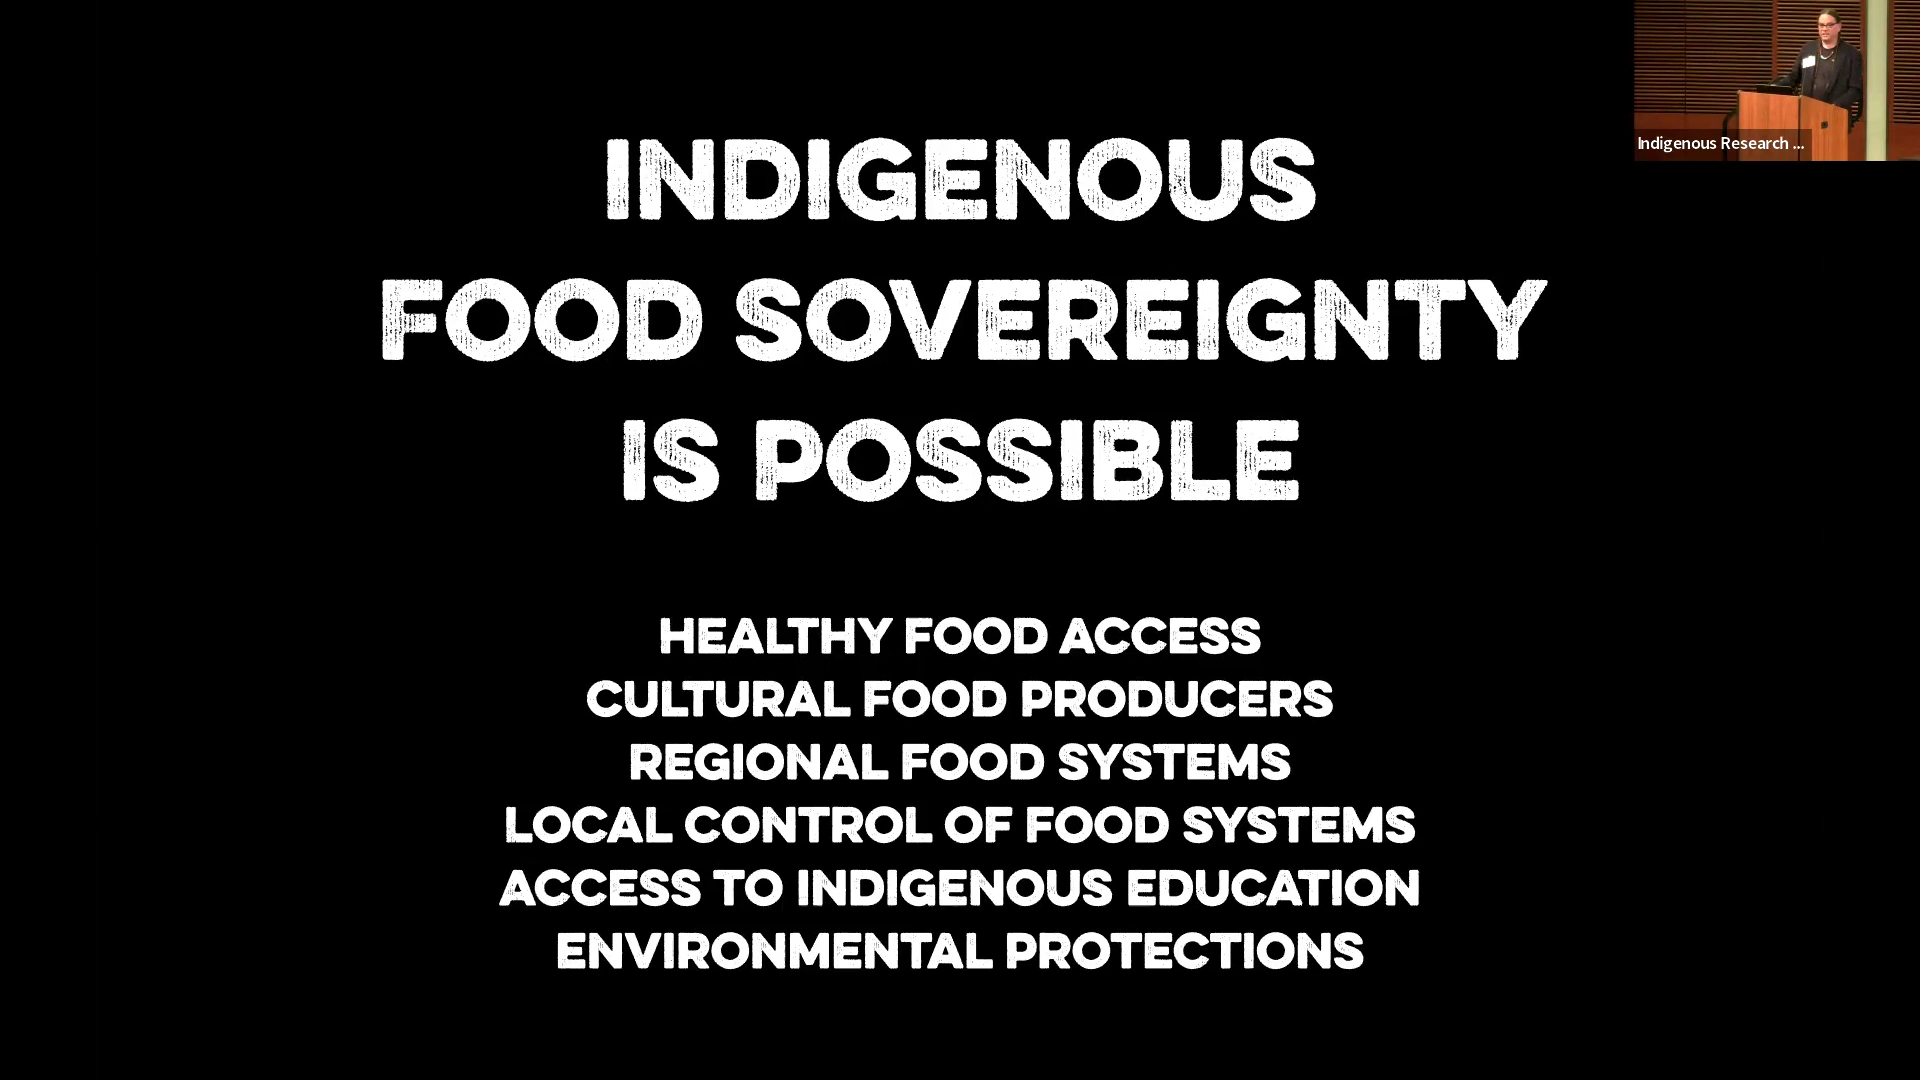 INDIGENOUS
FOOD SOVEREIGNTY
IS POSSIBLE
HEALTHY FOOD ACCESS
CULTURAL FOOD PRODUCERS
REGIONAL FOOD SYSTEMS
LOCAL CONTROL OF FOOD SYSTEMS
ACCESS TO INDIGENOUS EDUCATION
ENVIRONMENTAL PROTECTIONS
Indigenous Research ...